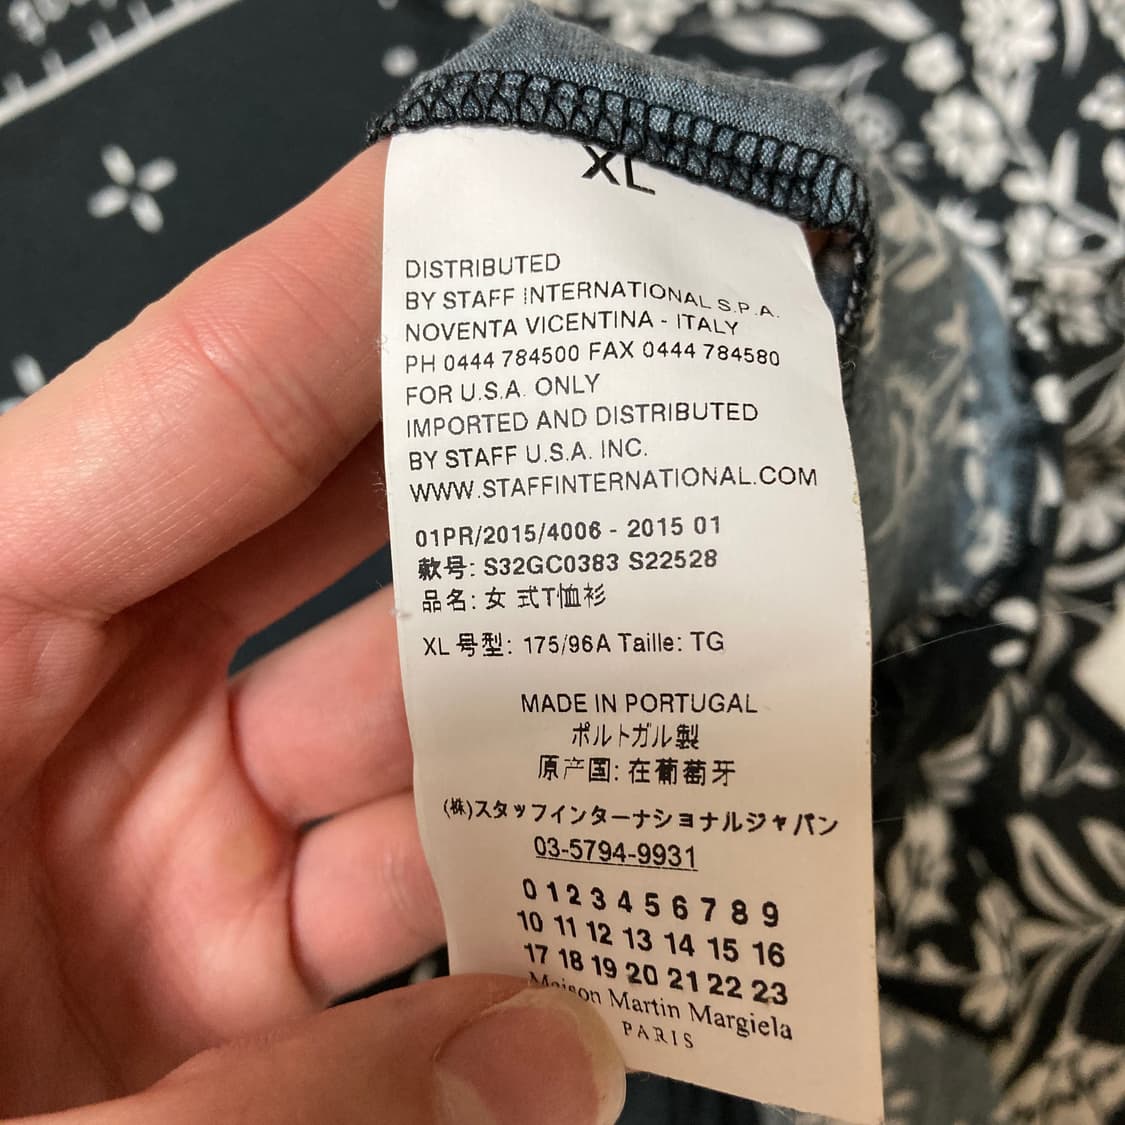 XL
DISTRIBUTED
BY STAFF INTERNATIONAL S.P.A.
NOVENTA VICENTINA - ITALY
PH 0444 784500 FAX 0444 784580
FOR U.S.A. ONLY
IMPORTED AND DISTRIBUTED
BY STAFF U.S.A. INC.
WWW.STAFFINTERNATIONAL.COM
01PR/2015/4006 - 2015 01
款号: S32GC0383 S22528
品名: 女 式T恤衫
XL 号型: 175/96A Taille: TG
MADE IN PORTUGAL
ポルトガル製
原产国: 在葡萄牙
(株)スタッフインターナショナルジャパン
03-5794-9931
0 1 2 3 4 5 6 7 8 9
10 11 12 13 14 15 16
17 18 19 20 21 22 23
Maison Martin Margiela
PARIS